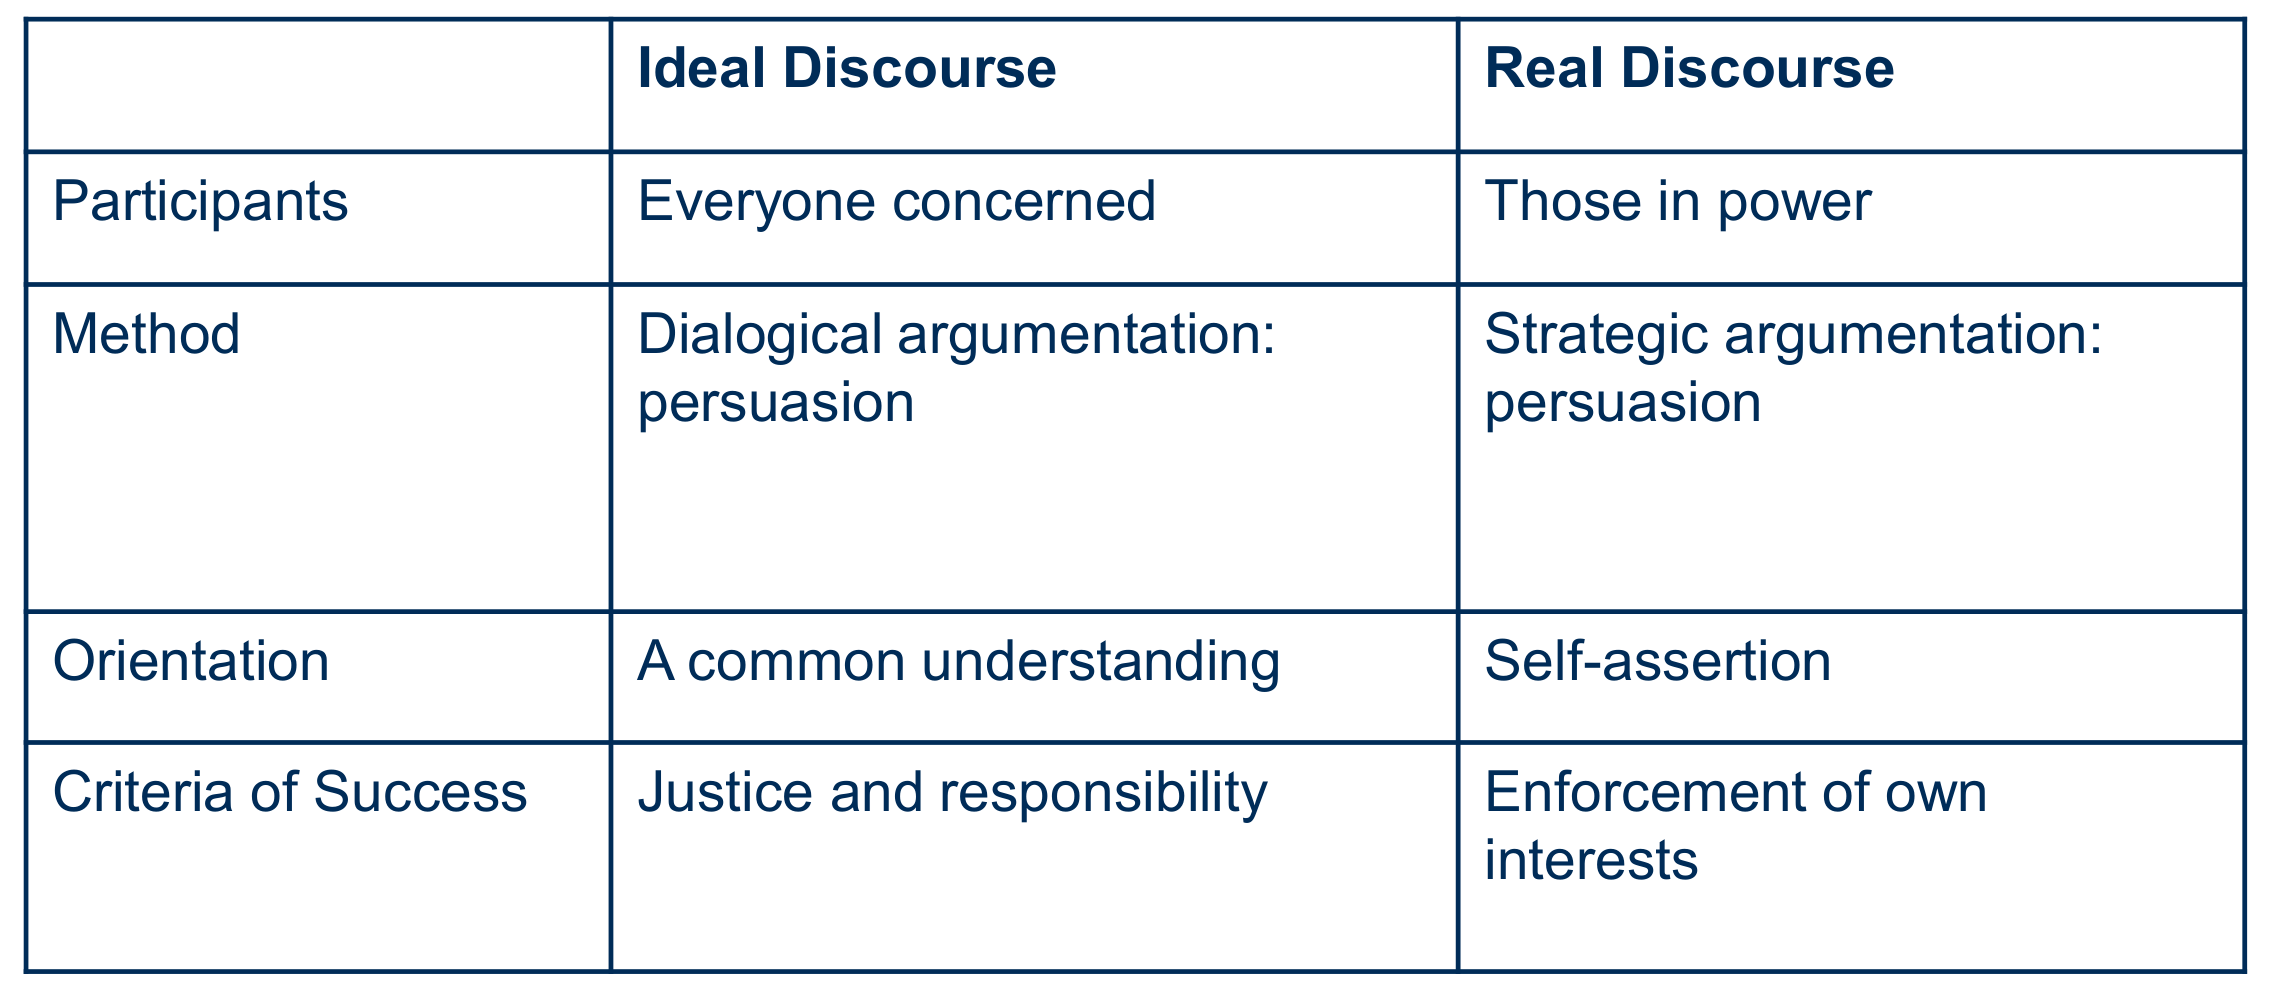 Ideal Discourse
Real Discourse
Participants
Everyone concerned
Those in power
Method
Dialogical argumentation:
persuasion
Strategic argumentation:
persuasion
Orientation
A common understanding
Self-assertion
Criteria of Success
Justice and responsibility
Enforcement of own
interests